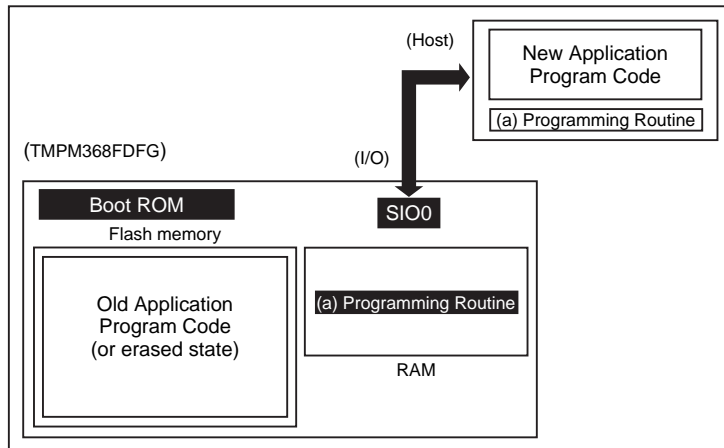 (Host)
New Application
Program Code
(a) Programming Routine
(TMPM368FDFG)
(I/O)
Boot ROM
SIO0
Flash memory
Old Application
Program Code
(or erased state)
(a) Programming Routine
RAM